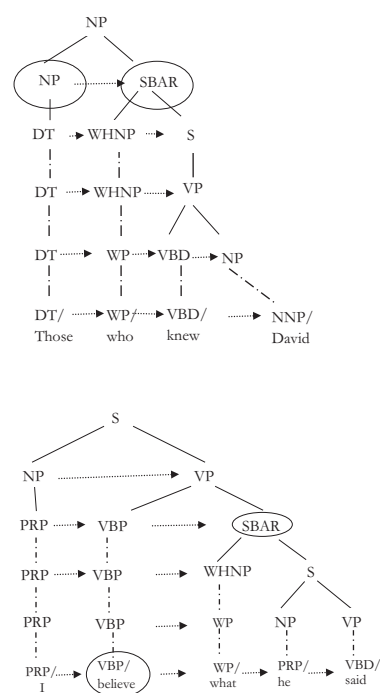 NP
NP SBAR
DT WHNP S
DT WHNP VP
DT WP VBD NP
DT/ WP/ VBD/ NNP/
Those who knew David
S
NP VP
PRP VBP SBAR
PRP VBP WHNP S
PRP VBP WP NP VP
PRP/ VBP/ WP/ PRP/ VBD/
I believe what he said